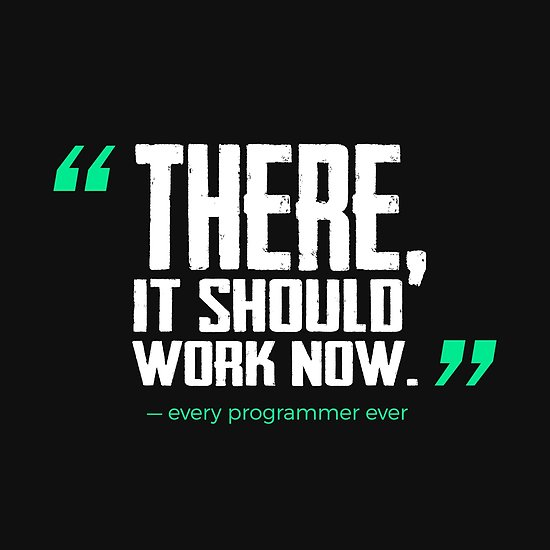 “ THERE,
IT SHOULD
WORK NOW. ”
— every programmer ever